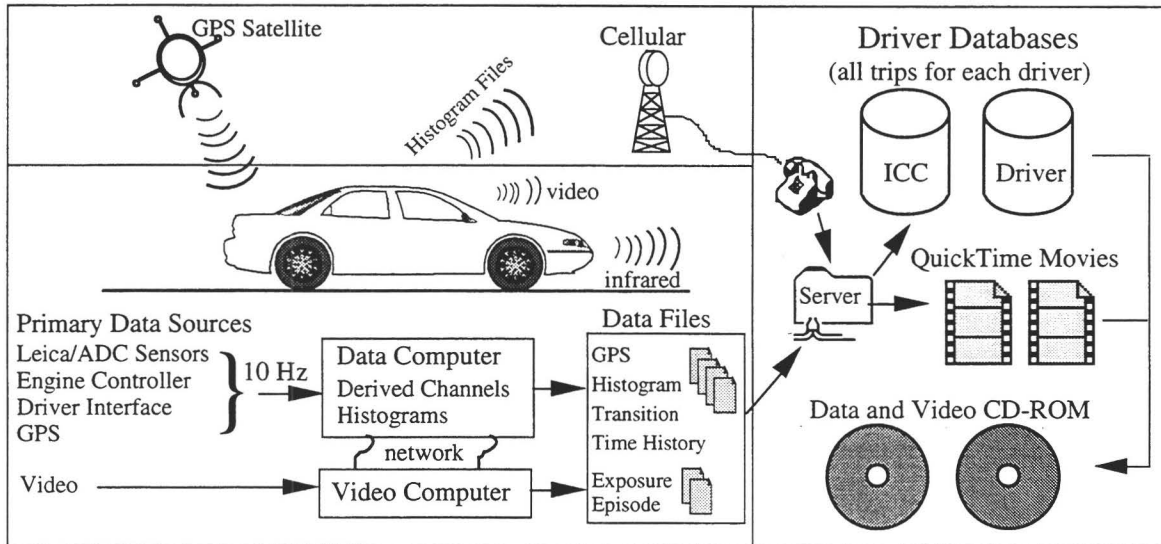 GPS Satellite
Histogram Files
Cellular
video
infrared
Primary Data Sources
Leica/ADC Sensors
Engine Controller
Driver Interface
GPS
10 Hz
Video
Data Computer
Derived Channels
Histograms
network
Video Computer
Data Files
GPS
Histogram
Transition
Time History
Exposure
Episode
Driver Databases
(all trips for each driver)
ICC
Driver
Server
QuickTime Movies
Data and Video CD-ROM